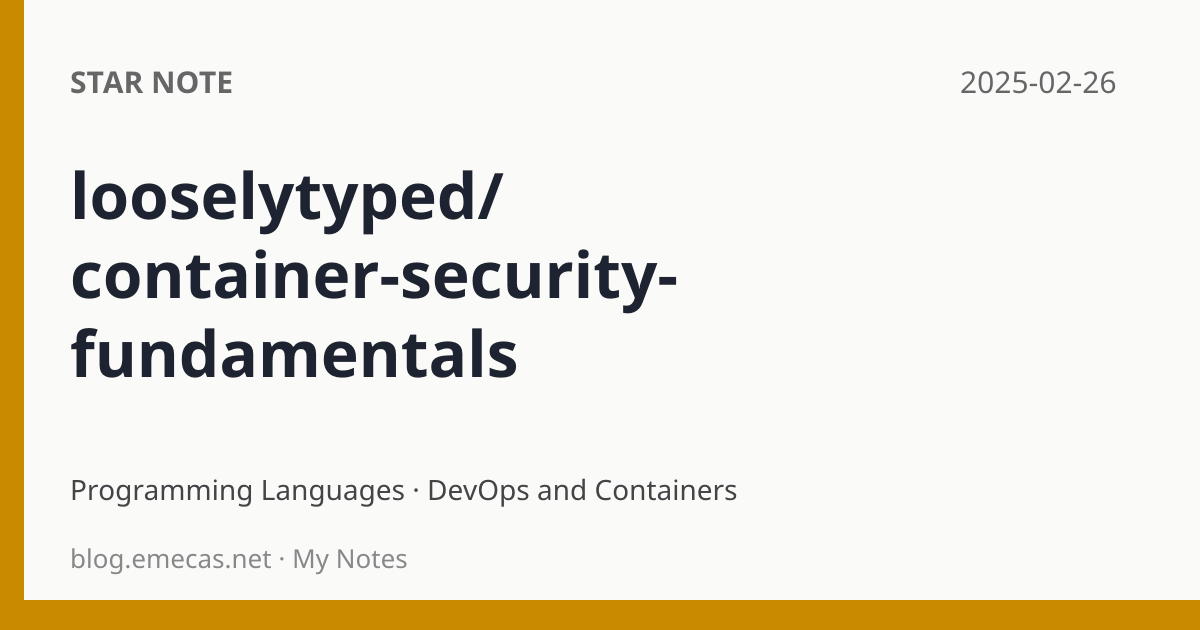 STAR NOTE
2025-02-26
looselytyped/
container-security-
fundamentals
Programming Languages · DevOps and Containers
blog.emecas.net · My Notes